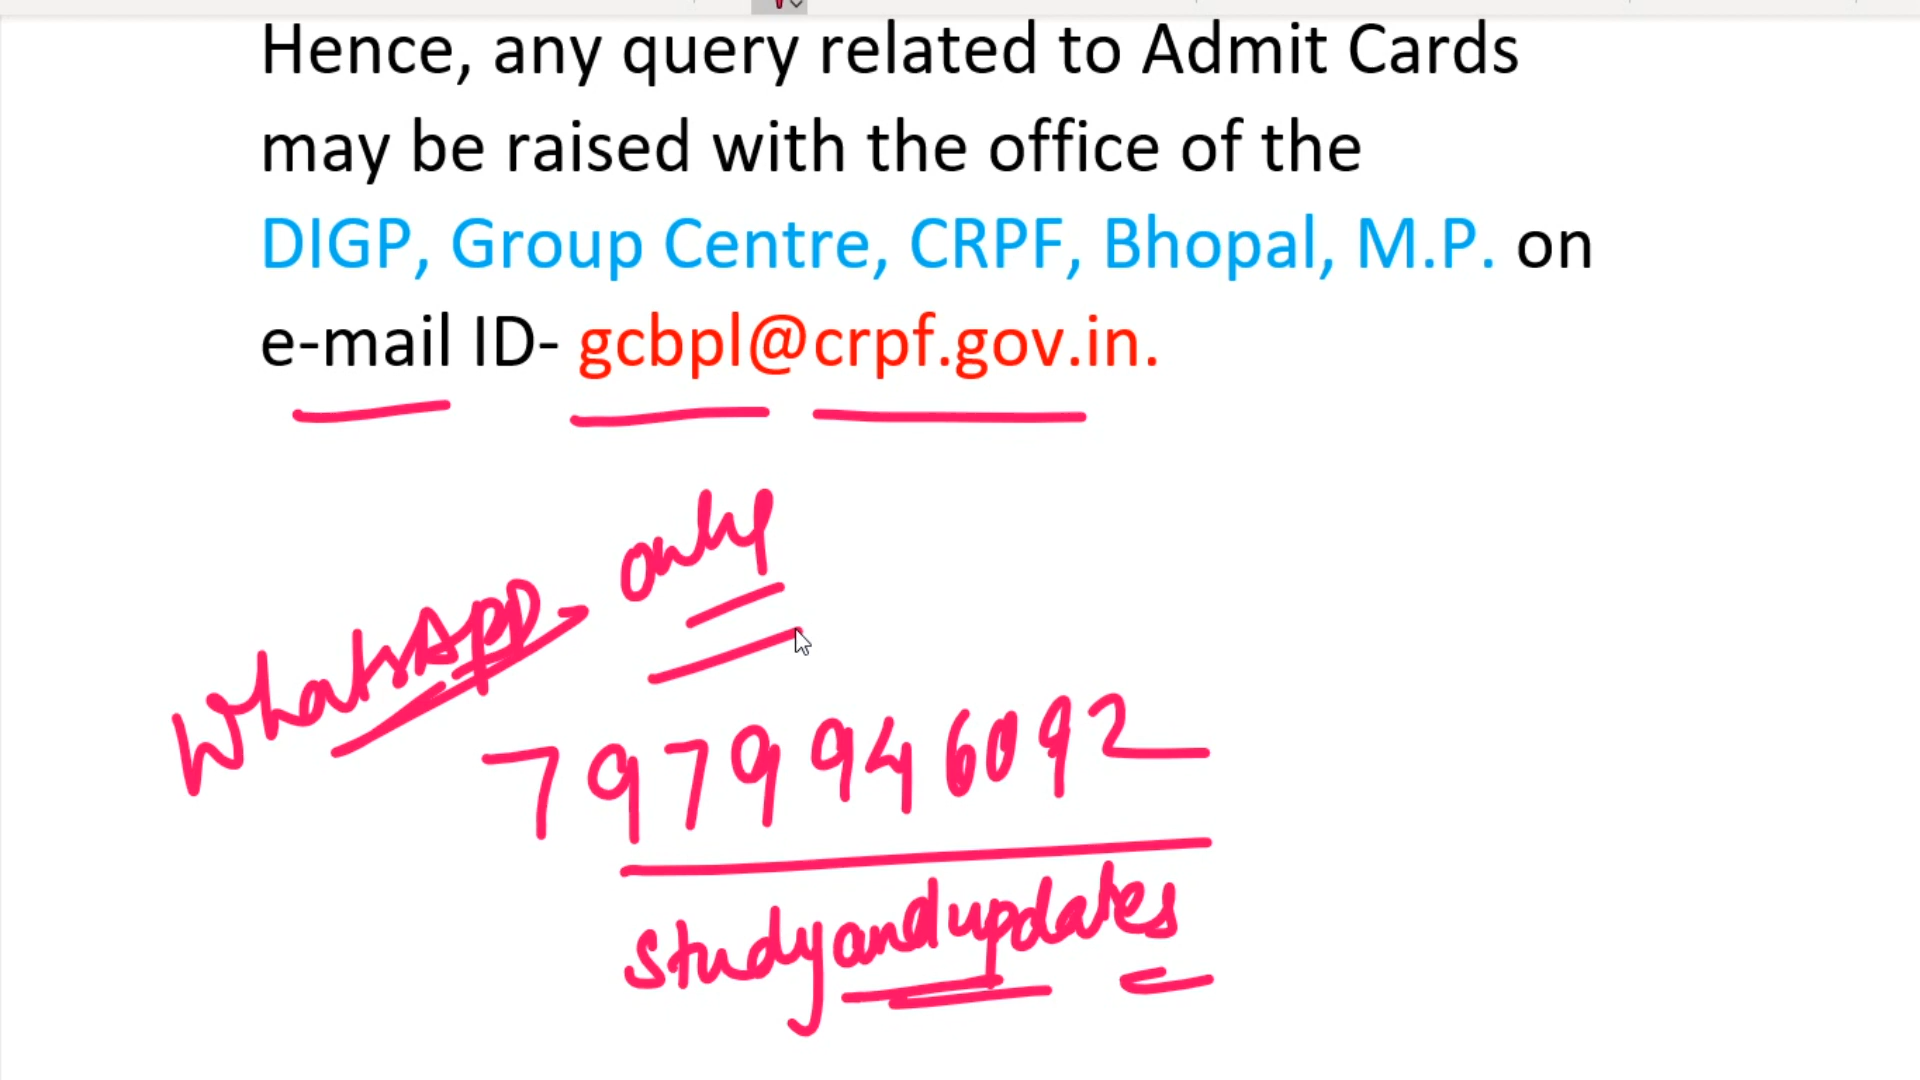 Hence, any query related to Admit Cards
may be raised with the office of the
DIGP, Group Centre, CRPF, Bhopal, M.P. on
e-mail ID- gcbpl@crpf.gov.in.
WhatsApp only
7979946092
studyandupdates